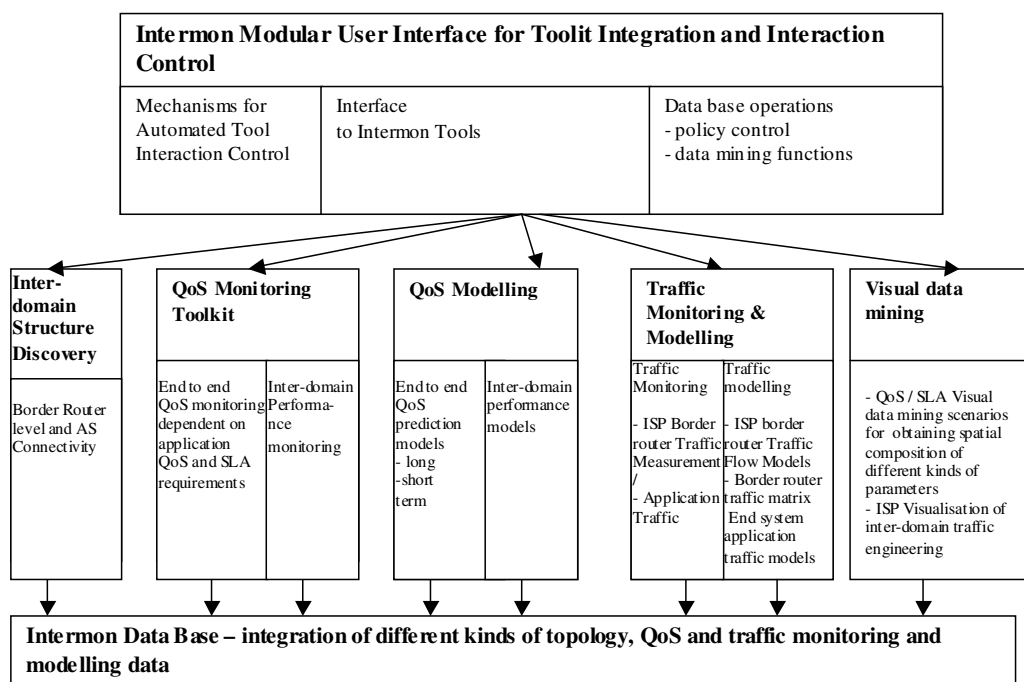 Intermon Modular User Interface for Toolit Integration and Interaction
Control
Mechanisms for
Automated Tool
Interaction Control
Interface
to Intermon Tools
Data base operations
- policy control
- data mining functions
Inter-
domain
Structure
Discovery
Border Router
level and AS
Connectivity
QoS Monitoring
Toolkit
End to end
QoS monitoring
dependent on
application
QoS and SLA
requirements
Inter-domain
Performa-
nce
monitoring
QoS Modelling
End to end
QoS
prediction
models
- long
-short
term
Inter-domain
performance
models
Traffic
Monitoring &
Modelling
Traffic
Monitoring
- ISP Border
router Traffic
Measurement
/
- Application
Traffic
Traffic
modelling
- ISP border
router Traffic
Flow Models
- Border router
traffic matrix
End system
application
traffic models
Visual data
mining
- QoS / SLA Visual
data mining scenarios
for obtaining spatial
composition of
different kinds of
parameters
- ISP Visualisation of
inter-domain traffic
engineering
Intermon Data Base – integration of different kinds of topology, QoS and traffic monitoring and
modelling data